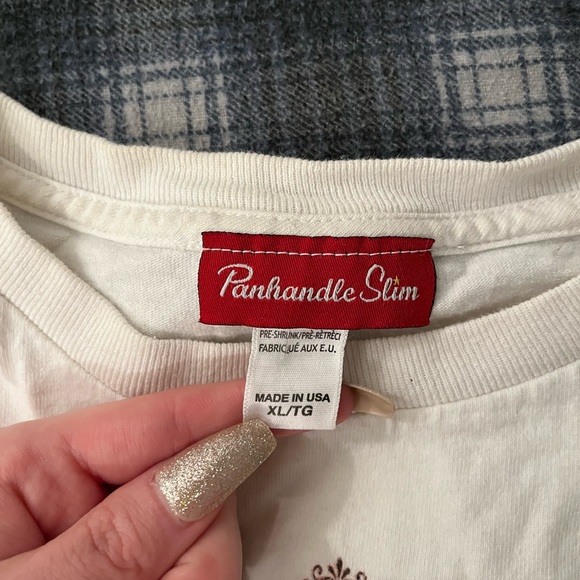 Panhandle Slim
PRE-SHRUNK/PRÉ-RÉTRÉCI
FABRIQUÉ AUX E.U.
MADE IN USA
XL/TG